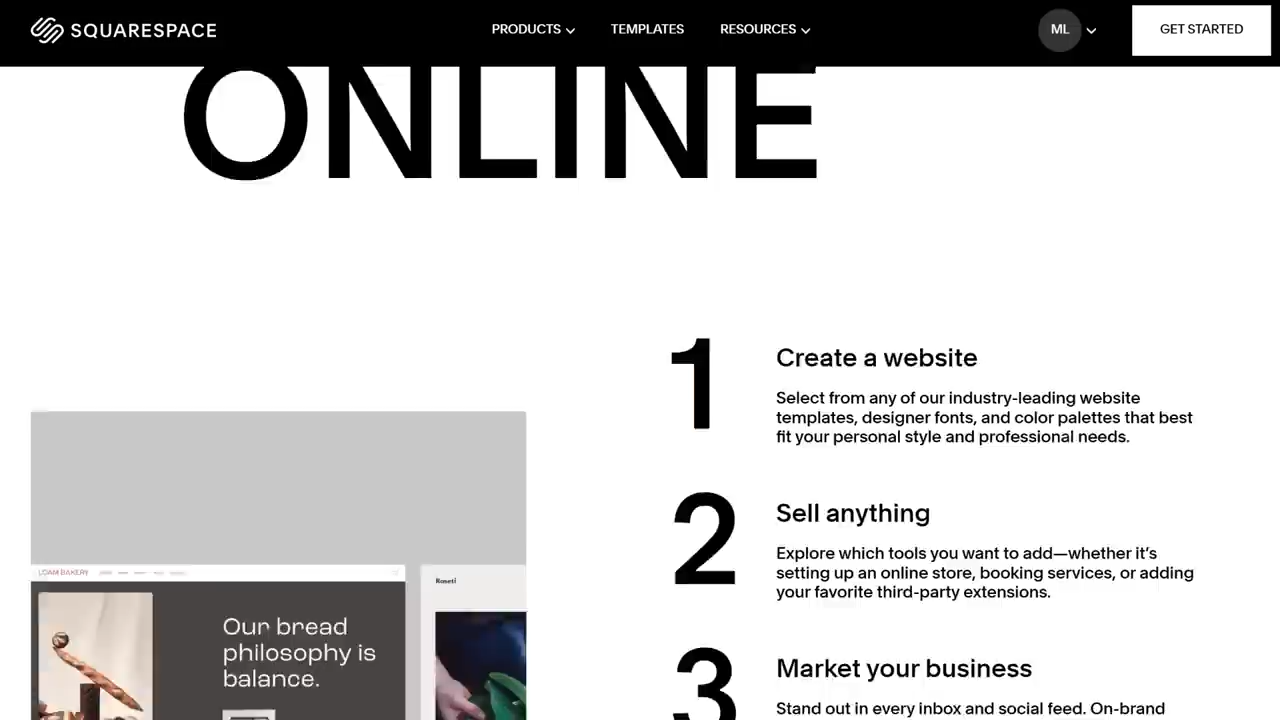 SQUARESPACE
PRODUCTS
TEMPLATES
RESOURCES
ML
GET STARTED
ONLINE
1
Create a website
Select from any of our industry-leading website
templates, designer fonts, and color palettes that best
fit your personal style and professional needs.
2
Sell anything
Explore which tools you want to add—whether it’s
setting up an online store, booking services, or adding
your favorite third-party extensions.
3
Market your business
Stand out in every inbox and social feed. On-brand
LOAM BAKERY
Our bread
philosophy is
balance.
Roseti